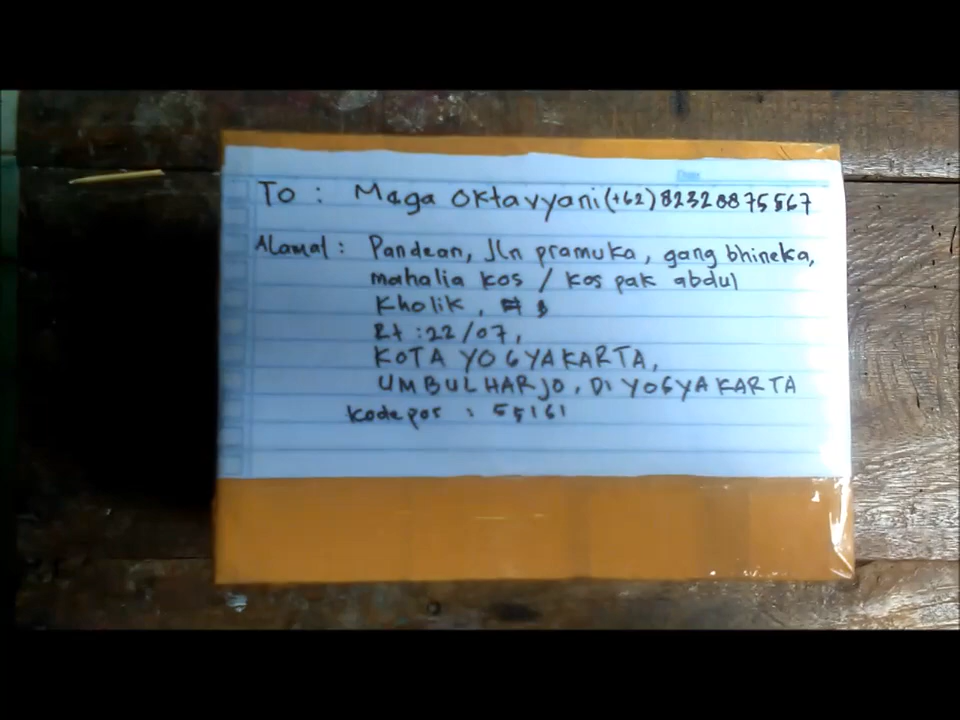 To : Maga oktavyani (+62) 82328875567
Alamat : Pandean, Jln pramuka, gang bhineka,
mahalia kos / kos pak abdul
Kholik,
Rt : 22/07,
KOTA YOGYAKARTA,
UMBULHARJO, DI YOGYAKARTA
kode pos : 55161